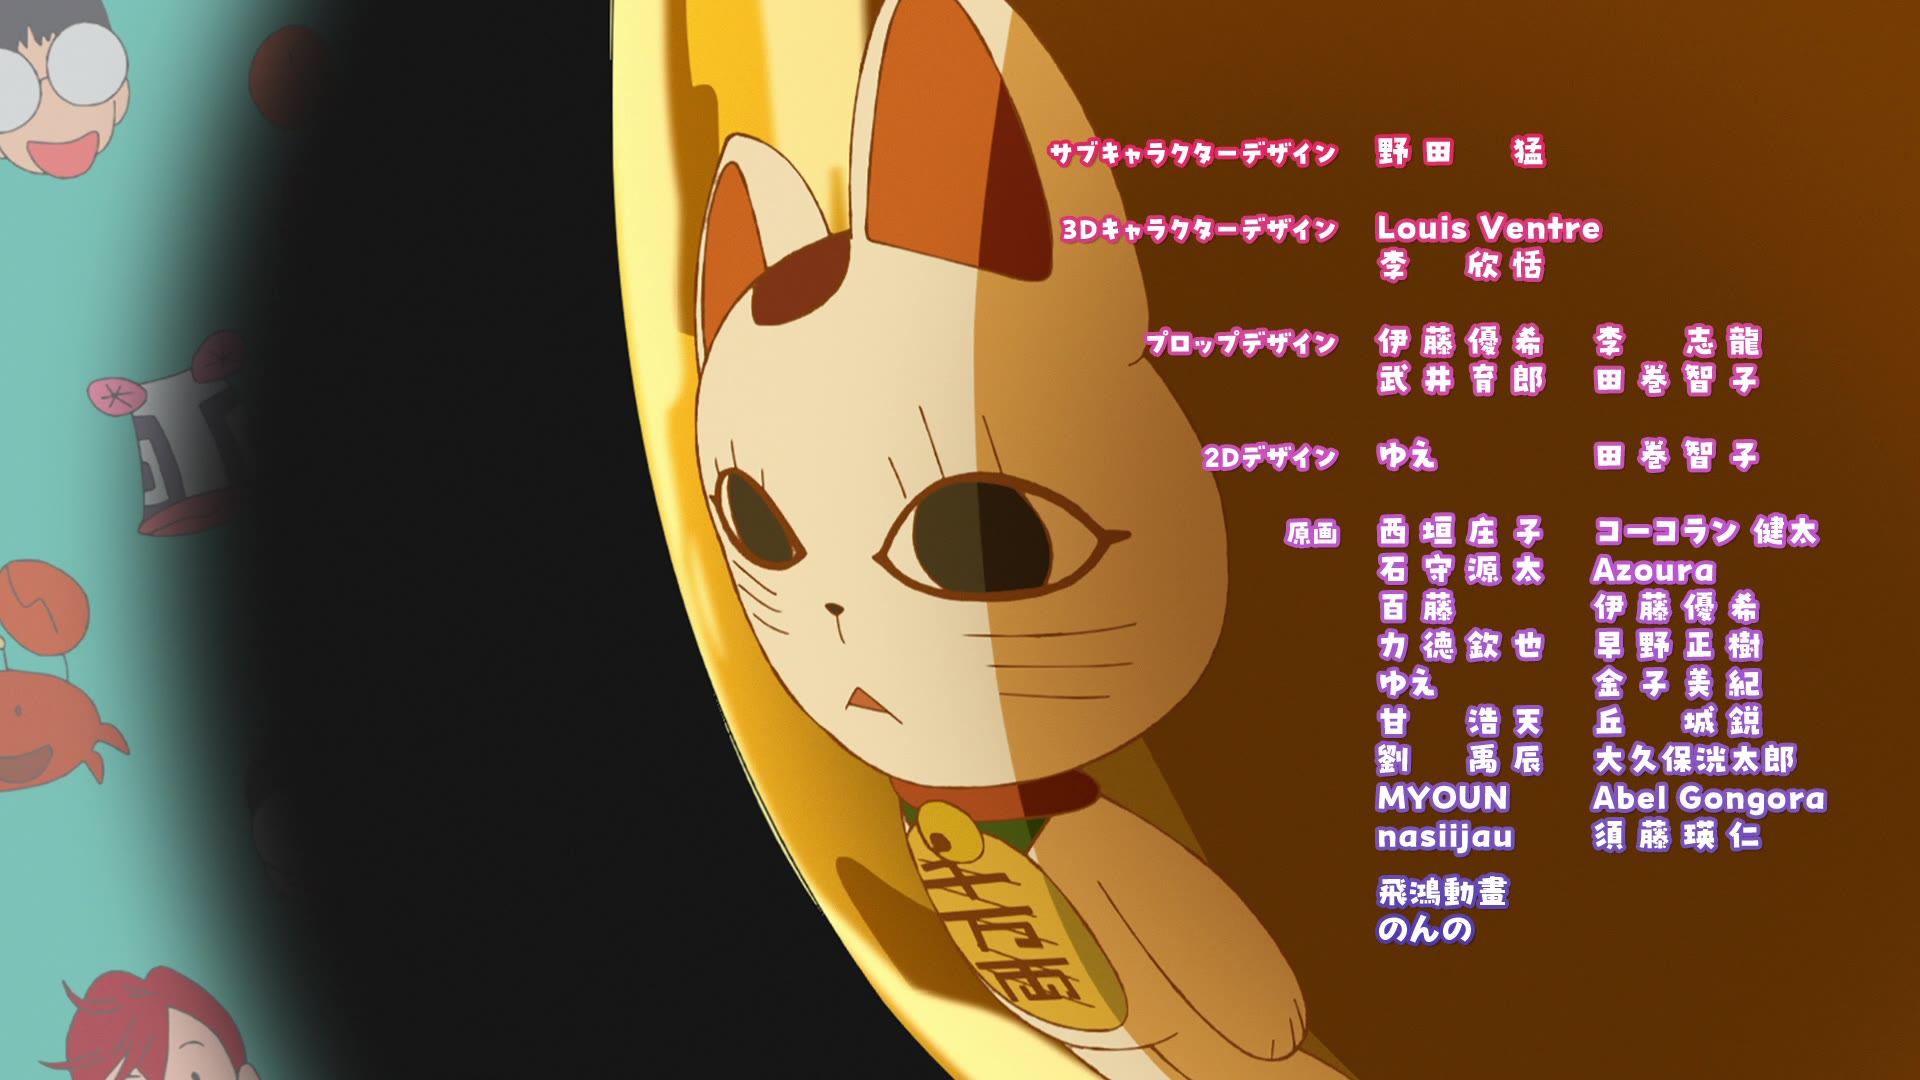 サブキャラクターデザイン 野田 猛
3Dキャラクターデザイン Louis Ventre
李 欣恬
プロップデザイン 伊藤優希 李 志龍
武井育郎 田巻智子
2Dデザイン ゆえ 田巻智子
原画 西垣庄子 コーコラン 健太
石守源太 Azoura
百藤 伊藤優希
力徳欽也 早野正樹
ゆえ 金子美紀
甘 浩天 丘 城鋭
劉 禹辰 大久保洸太郎
MYOUN Abel Gongora
nasiijau 須藤瑛仁
飛鴻動畫
のんの
千万両